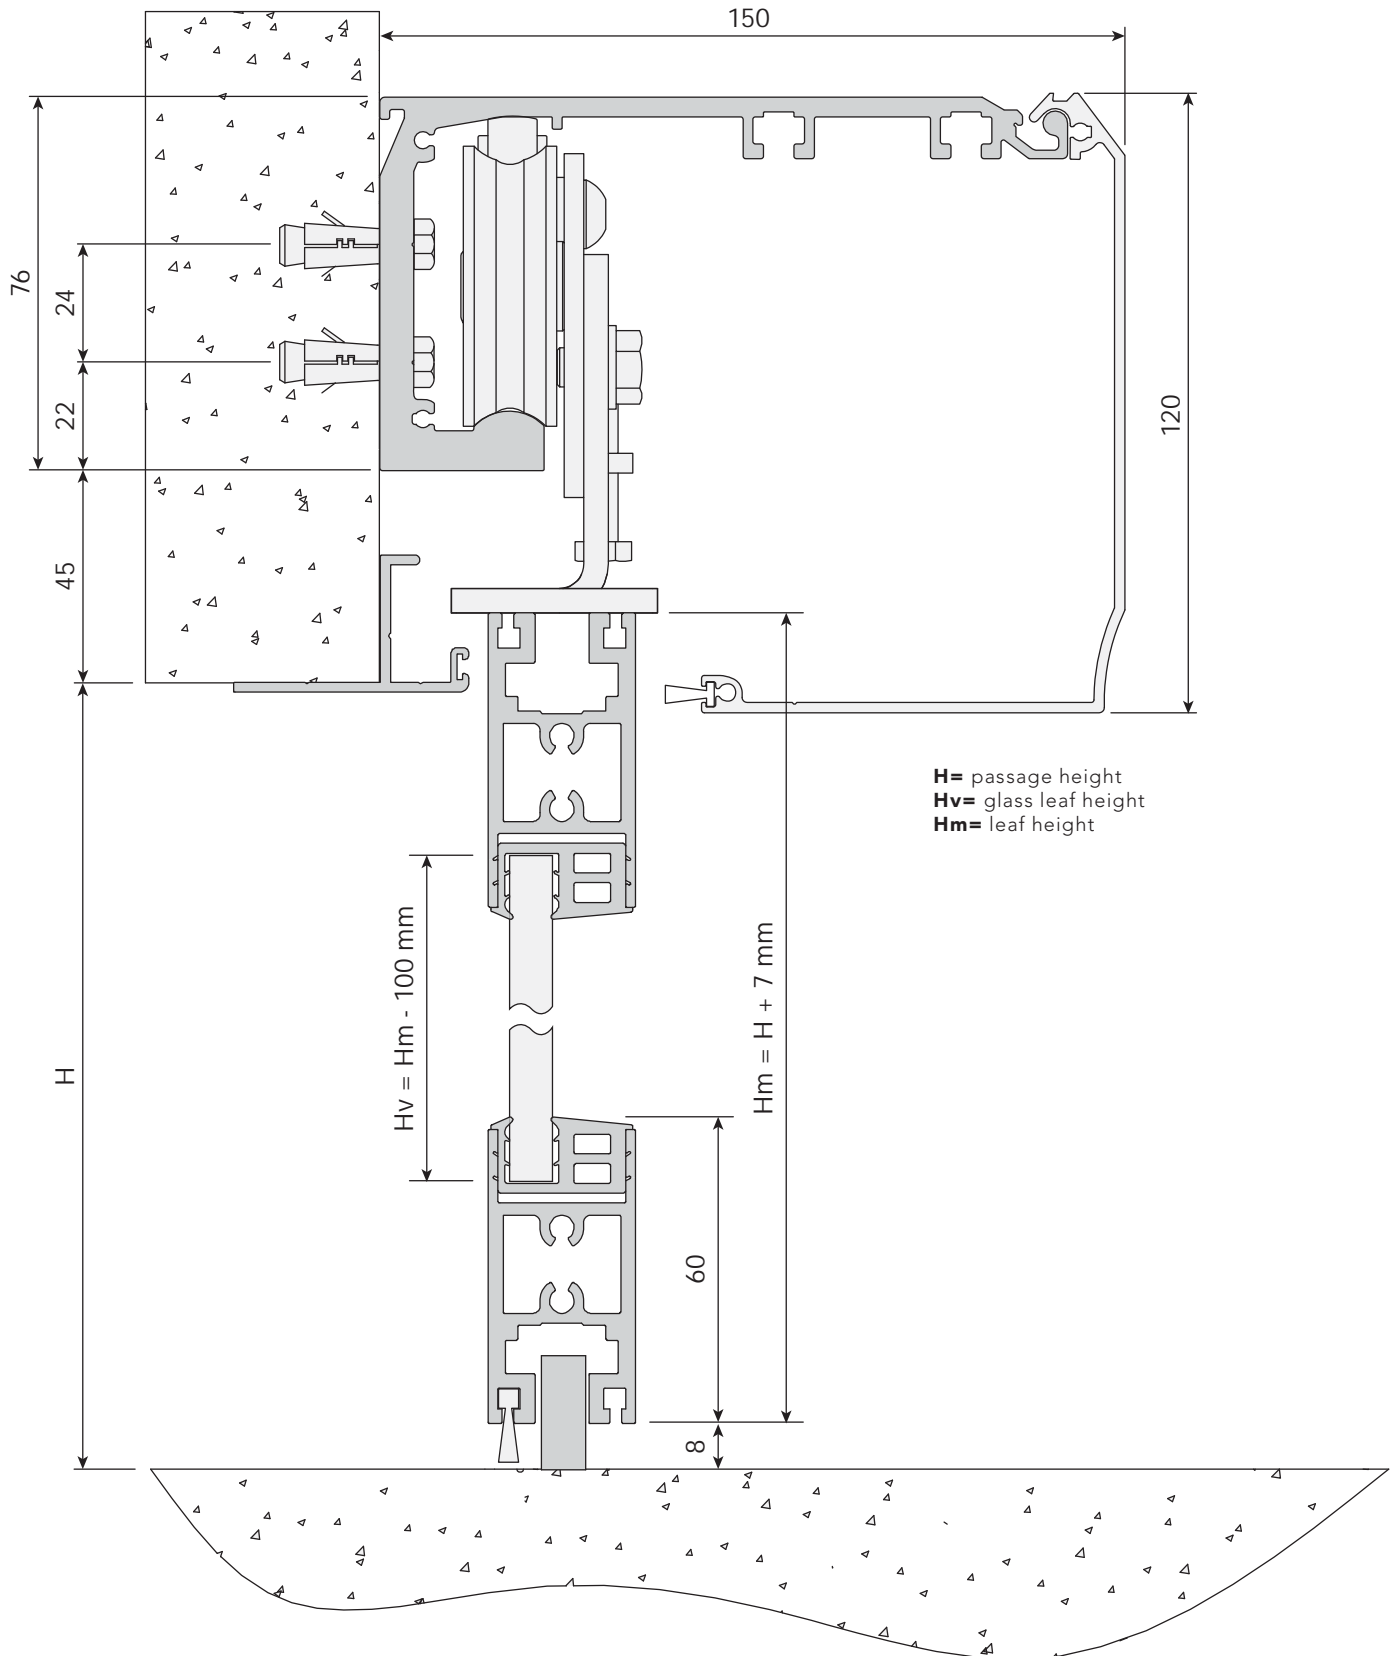 150
76
24
22
45
120
H= passage height
Hv= glass leaf height
Hm= leaf height
Hv = Hm - 100 mm
Hm = H + 7 mm
H
60
8